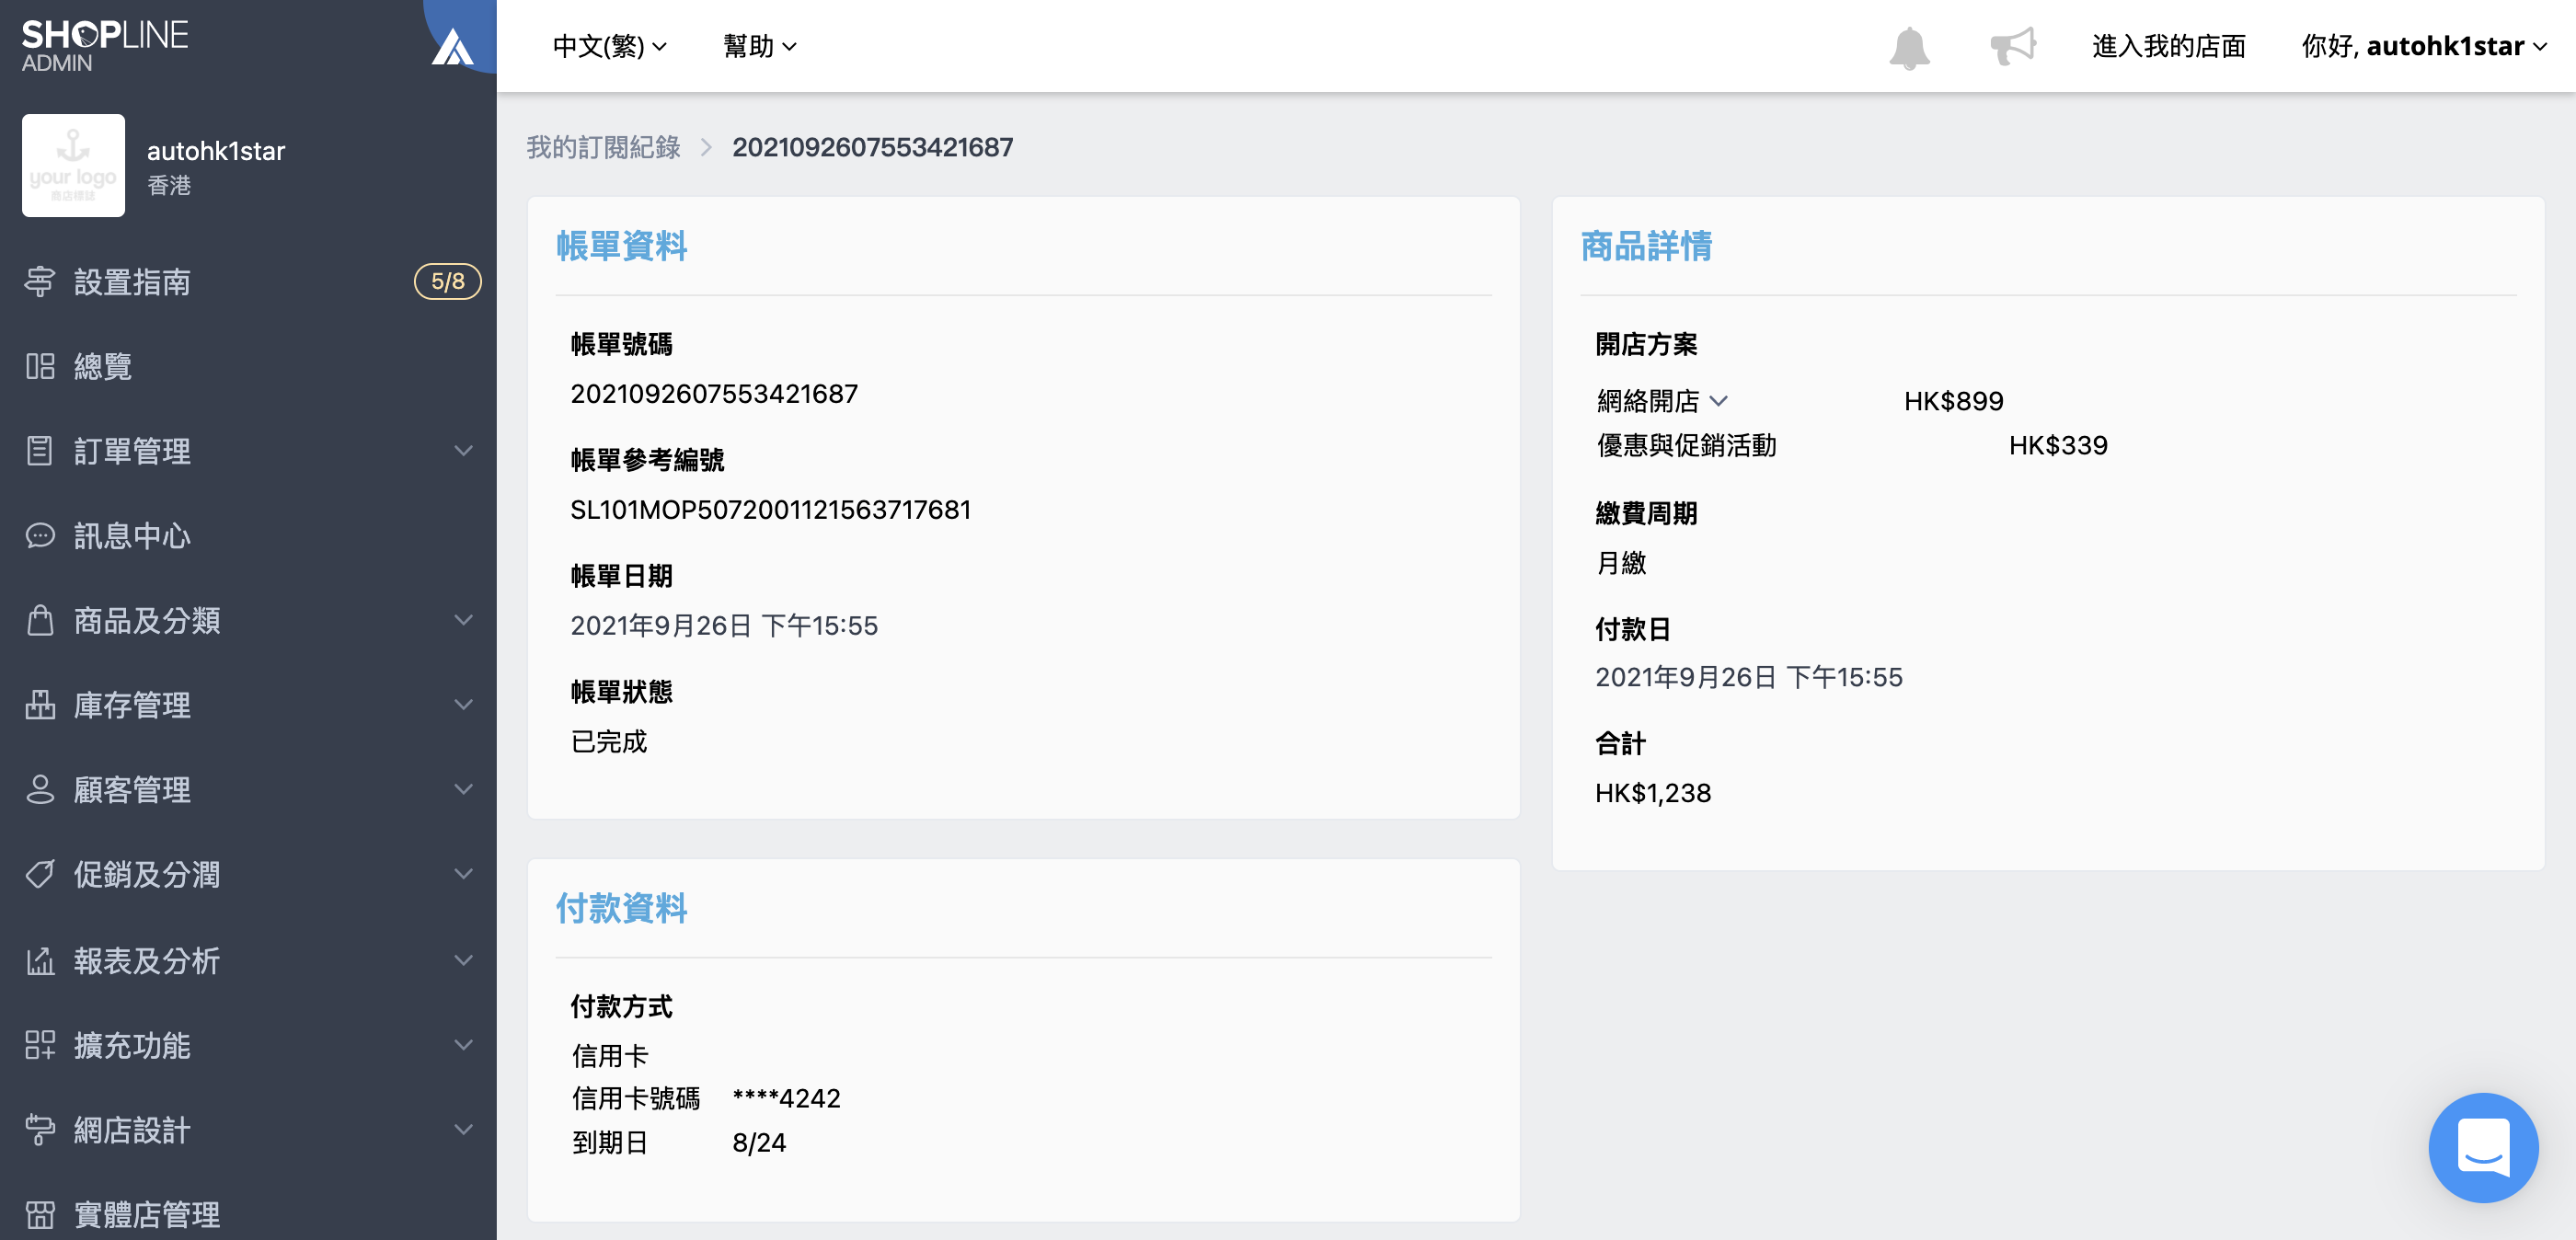 SHOPLINE
ADMIN
中文(繁)
幫助
進入我的店面
你好, autohk1star
your logo
商店標誌
autohk1star
香港
設置指南
5/8
總覽
訂單管理
訊息中心
商品及分類
庫存管理
顧客管理
促銷及分潤
報表及分析
擴充功能
網店設計
實體店管理
我的訂閱紀錄
2021092607553421687
帳單資料
帳單號碼
2021092607553421687
帳單參考編號
SL101MOP5072001121563717681
帳單日期
2021年9月26日 下午15:55
帳單狀態
已完成
付款資料
付款方式
信用卡
信用卡號碼 ****4242
到期日 8/24
商品詳情
開店方案
網絡開店 HK$899
優惠與促銷活動 HK$339
繳費周期
月繳
付款日
2021年9月26日 下午15:55
合計
HK$1,238